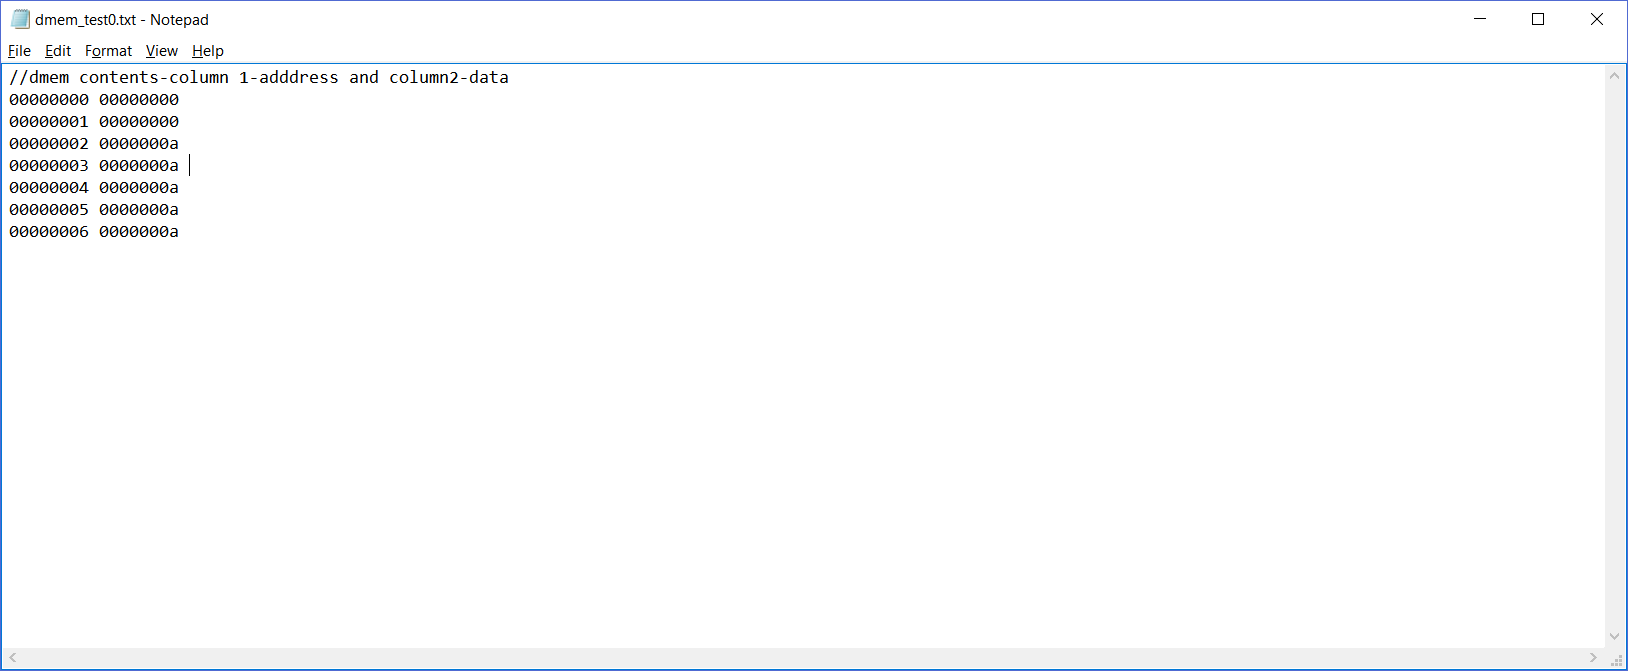 dmem_test0.txt - Notepad
File Edit Format View Help
//dmem contents-column 1-adddress and column2-data
00000000 00000000
00000001 00000000
00000002 0000000a
00000003 0000000a
00000004 0000000a
00000005 0000000a
00000006 0000000a